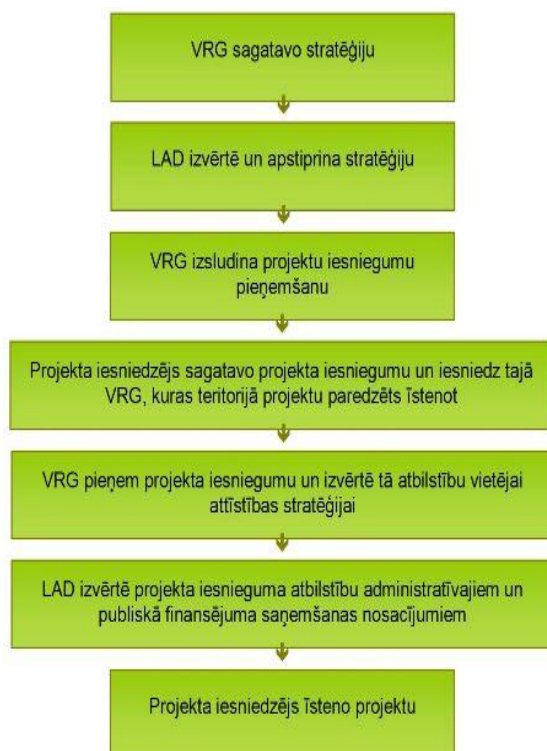 VRG sagatavo stratēģiju
LAD izvērtē un apstiprina stratēģiju
VRG izsludina projektu iesniegumu
pieņemšanu
Projekta iesniedzējs sagatavo projekta iesniegumu un iesniedz tajā
VRG, kuras teritorijā projektu paredzēts īstenot
VRG pieņem projekta iesniegumu un izvērtē tā atbilstību vietējai
attīstības stratēģijai
LAD izvērtē projekta iesnieguma atbilstību administratīvajiem un
publiskā finansējuma saņemšanas nosacījumiem
Projekta iesniedzējs īsteno projektu